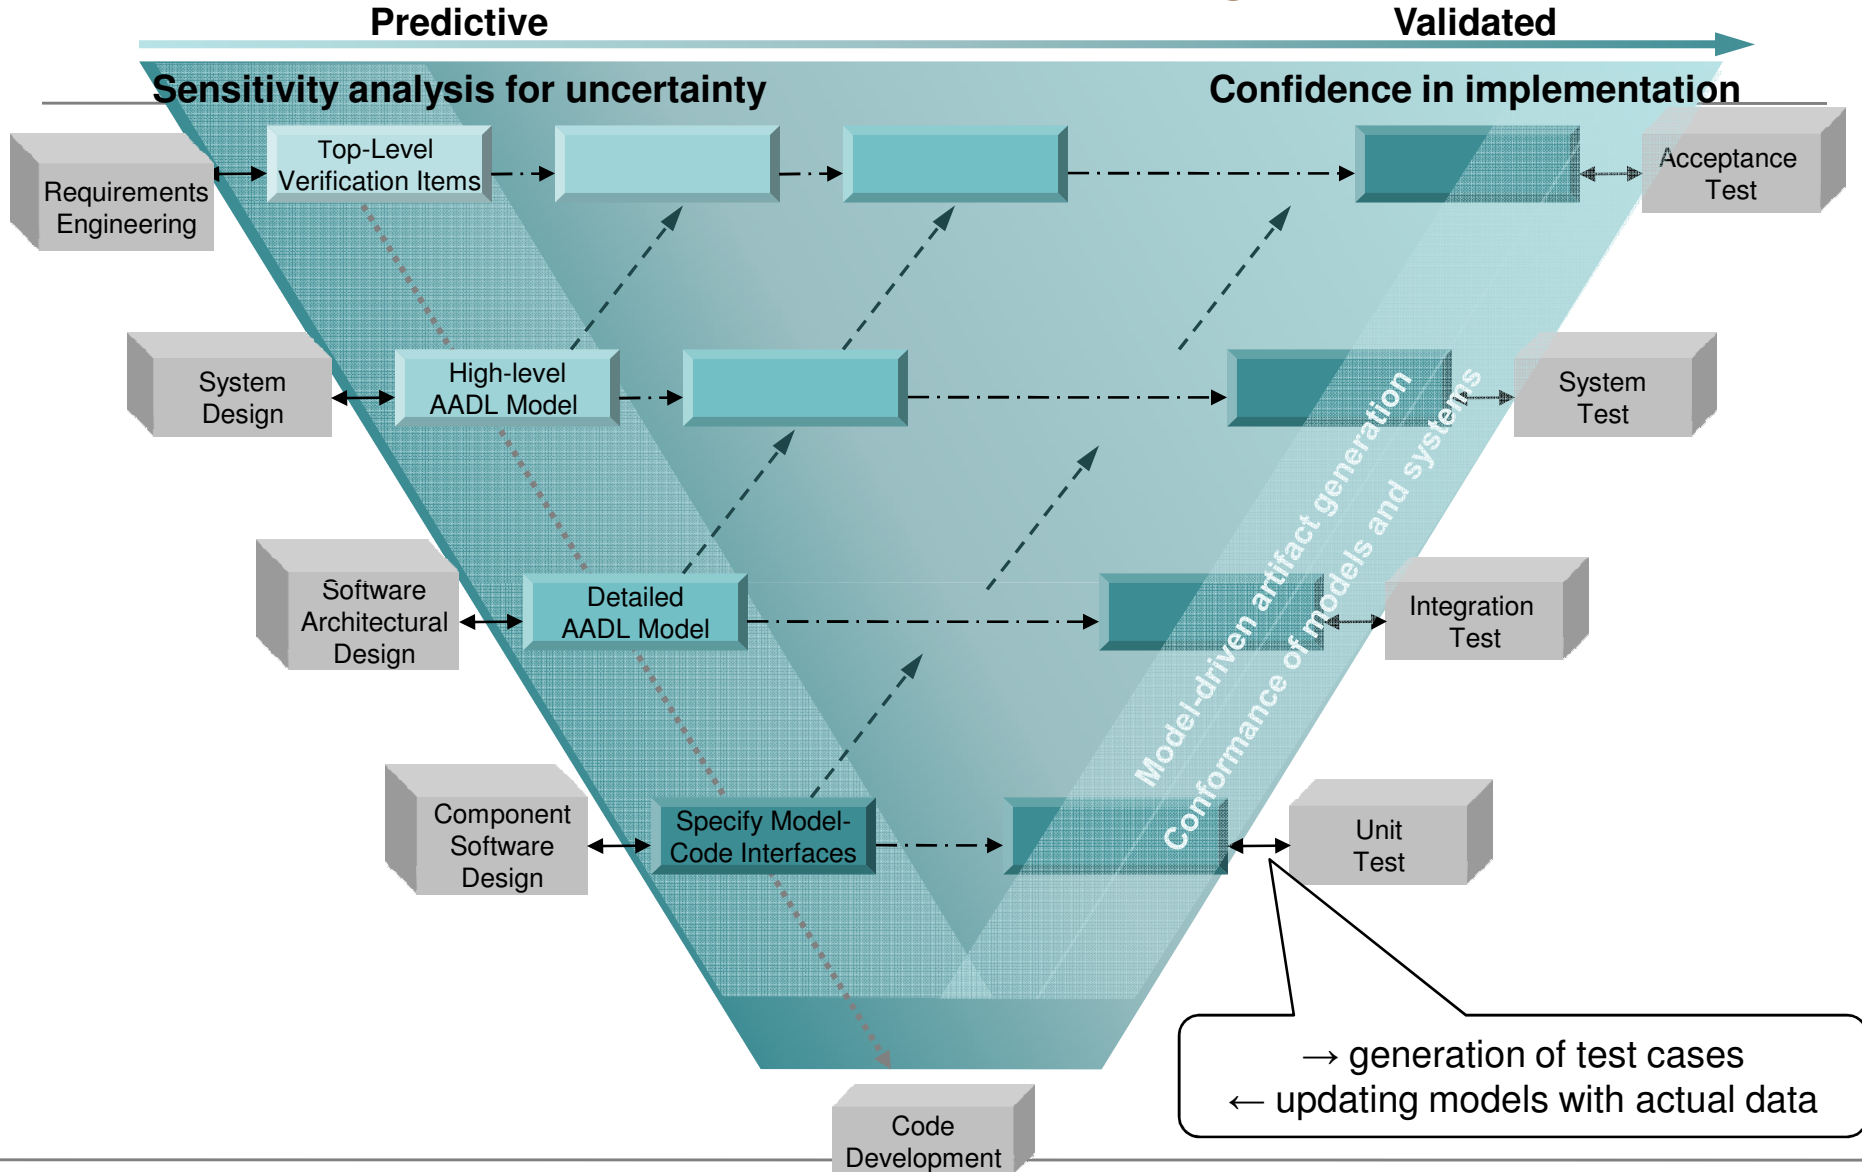 Predictive
Validated
Sensitivity analysis for uncertainty
Confidence in implementation
Requirements
Engineering
Top-Level
Verification Items
Acceptance
Test
System
Design
High-level
AADL Model
System
Test
Software
Architectural
Design
Detailed
AADL Model
Integration
Test
Model-driven artifact generation
Conformance of models and systems
Component
Software
Design
Specify Model-
Code Interfaces
Unit
Test
→ generation of test cases
← updating models with actual data
Code
Development